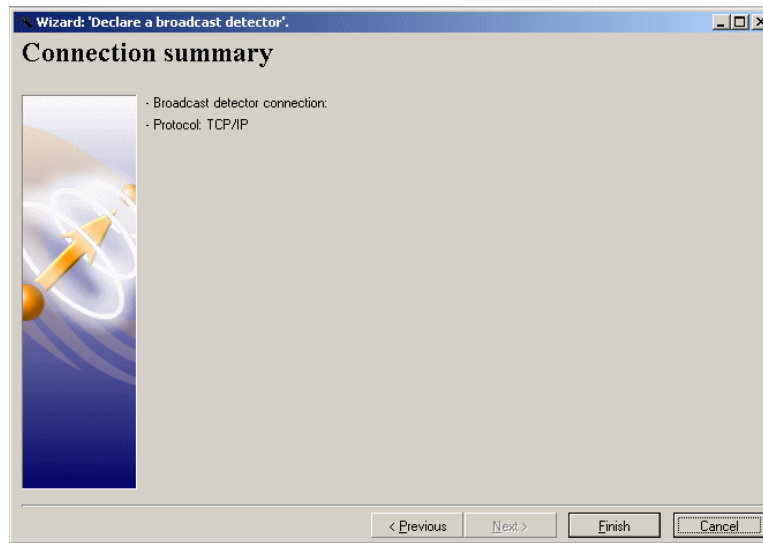 Wizard: 'Declare a broadcast detector'.
Connection summary
- Broadcast detector connection:
- Protocol: TCP/IP
< Previous
Next >
Finish
Cancel